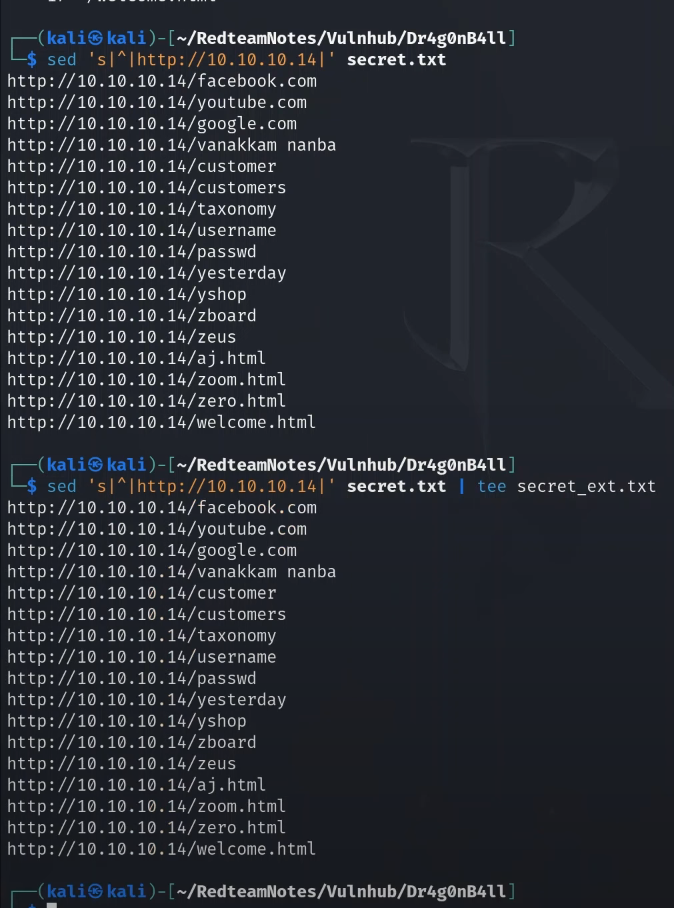 ┌──(kali㉿kali)-[~/RedteamNotes/Vulnhub/Dr4g0nB4ll]
└─$ sed 's|^|http://10.10.10.14|' secret.txt
http://10.10.10.14/facebook.com
http://10.10.10.14/youtube.com
http://10.10.10.14/google.com
http://10.10.10.14/vanakkam nanba
http://10.10.10.14/customer
http://10.10.10.14/customers
http://10.10.10.14/taxonomy
http://10.10.10.14/username
http://10.10.10.14/passwd
http://10.10.10.14/yesterday
http://10.10.10.14/yshop
http://10.10.10.14/zboard
http://10.10.10.14/zeus
http://10.10.10.14/aj.html
http://10.10.10.14/zoom.html
http://10.10.10.14/zero.html
http://10.10.10.14/welcome.html
┌──(kali㉿kali)-[~/RedteamNotes/Vulnhub/Dr4g0nB4ll]
└─$ sed 's|^|http://10.10.10.14|' secret.txt | tee secret_ext.txt
http://10.10.10.14/facebook.com
http://10.10.10.14/youtube.com
http://10.10.10.14/google.com
http://10.10.10.14/vanakkam nanba
http://10.10.10.14/customer
http://10.10.10.14/customers
http://10.10.10.14/taxonomy
http://10.10.10.14/username
http://10.10.10.14/passwd
http://10.10.10.14/yesterday
http://10.10.10.14/yshop
http://10.10.10.14/zboard
http://10.10.10.14/zeus
http://10.10.10.14/aj.html
http://10.10.10.14/zoom.html
http://10.10.10.14/zero.html
http://10.10.10.14/welcome.html
┌──(kali㉿kali)-[~/RedteamNotes/Vulnhub/Dr4g0nB4ll]
└─$